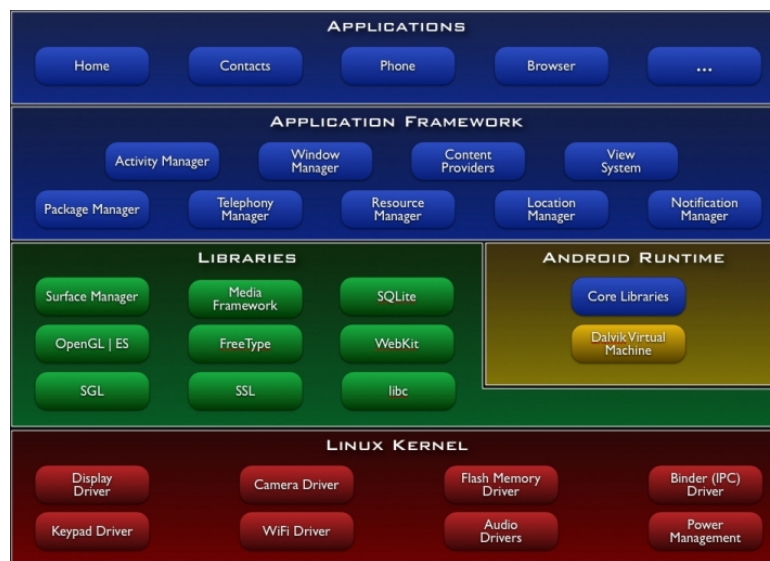 APPLICATIONS
Home Contacts Phone Browser ...
APPLICATION FRAMEWORK
Activity Manager Window Manager Content Providers View System
Package Manager Telephony Manager Resource Manager Location Manager Notification Manager
LIBRARIES
Surface Manager Media Framework SQLite
OpenGL | ES FreeType WebKit
SGL SSL libc
ANDROID RUNTIME
Core Libraries
Dalvik Virtual Machine
LINUX KERNEL
Display Driver Camera Driver Flash Memory Driver Binder (IPC) Driver
Keypad Driver WiFi Driver Audio Drivers Power Management